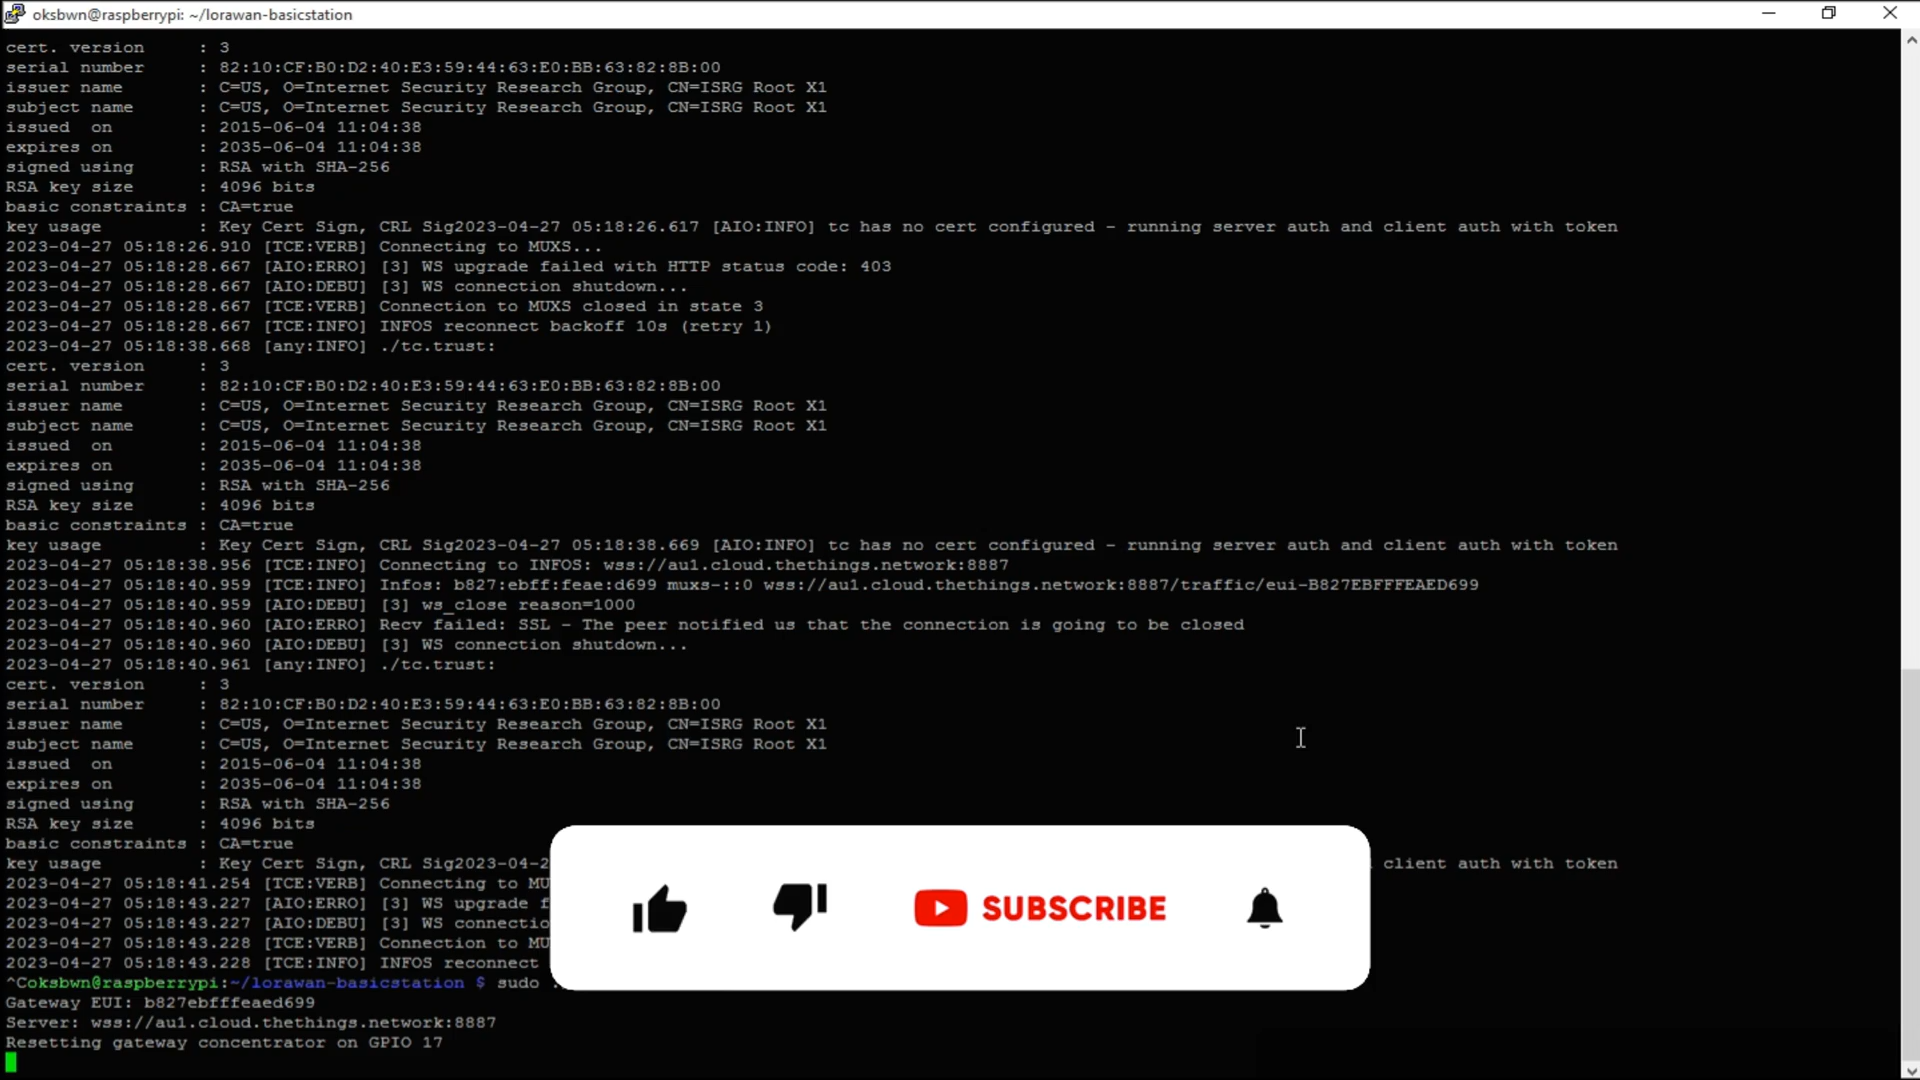 oksbwn@raspberrypi: ~/lorawan-basicstation
cert. version     : 3
serial number     : 82:10:CF:B0:D2:40:E3:59:44:63:E0:BB:63:82:8B:00
issuer name       : C=US, O=Internet Security Research Group, CN=ISRG Root X1
subject name      : C=US, O=Internet Security Research Group, CN=ISRG Root X1
issued  on        : 2015-06-04 11:04:38
expires on        : 2035-06-04 11:04:38
signed using      : RSA with SHA-256
RSA key size      : 4096 bits
basic constraints : CA=true
key usage         : Key Cert Sign, CRL Sig2023-04-27 05:18:26.617 [AIO:INFO] tc has no cert configured - running server auth and client auth with token
2023-04-27 05:18:26.910 [TCE:VERB] Connecting to MUXS...
2023-04-27 05:18:28.667 [AIO:ERRO] [3] WS upgrade failed with HTTP status code: 403
2023-04-27 05:18:28.667 [AIO:DEBU] [3] WS connection shutdown...
2023-04-27 05:18:28.667 [TCE:VERB] Connection to MUXS closed in state 3
2023-04-27 05:18:28.667 [TCE:INFO] INFOS reconnect backoff 10s (retry 1)
2023-04-27 05:18:38.668 [any:INFO] ./tc.trust:
cert. version     : 3
serial number     : 82:10:CF:B0:D2:40:E3:59:44:63:E0:BB:63:82:8B:00
issuer name       : C=US, O=Internet Security Research Group, CN=ISRG Root X1
subject name      : C=US, O=Internet Security Research Group, CN=ISRG Root X1
issued  on        : 2015-06-04 11:04:38
expires on        : 2035-06-04 11:04:38
signed using      : RSA with SHA-256
RSA key size      : 4096 bits
basic constraints : CA=true
key usage         : Key Cert Sign, CRL Sig2023-04-27 05:18:38.669 [AIO:INFO] tc has no cert configured - running server auth and client auth with token
2023-04-27 05:18:38.956 [TCE:INFO] Connecting to INFOS: wss://au1.cloud.thethings.network:8887
2023-04-27 05:18:40.959 [TCE:INFO] Infos: b827:ebff:feae:d699 muxs-::0 wss://au1.cloud.thethings.network:8887/traffic/eui-B827EBFFFEAED699
2023-04-27 05:18:40.959 [AIO:DEBU] [3] ws_close reason=1000
2023-04-27 05:18:40.960 [AIO:ERRO] Recv failed: SSL - The peer notified us that the connection is going to be closed
2023-04-27 05:18:40.960 [AIO:DEBU] [3] WS connection shutdown...
2023-04-27 05:18:40.961 [any:INFO] ./tc.trust:
cert. version     : 3
serial number     : 82:10:CF:B0:D2:40:E3:59:44:63:E0:BB:63:82:8B:00
issuer name       : C=US, O=Internet Security Research Group, CN=ISRG Root X1
subject name      : C=US, O=Internet Security Research Group, CN=ISRG Root X1
issued  on        : 2015-06-04 11:04:38
expires on        : 2035-06-04 11:04:38
signed using      : RSA with SHA-256
RSA key size      : 4096 bits
basic constraints : CA=true
key usage         : Key Cert Sign, CRL Sig2023-04-2 client auth with token
2023-04-27 05:18:41.254 [TCE:VERB] Connecting to MU
2023-04-27 05:18:43.227 [AIO:ERRO] [3] WS upgrade f
2023-04-27 05:18:43.227 [AIO:DEBU] [3] WS connectio
2023-04-27 05:18:43.228 [TCE:VERB] Connection to MU
2023-04-27 05:18:43.228 [TCE:INFO] INFOS reconnect
SUBSCRIBE
^Coksbwn@raspberrypi:~/lorawan-basicstation $ sudo .
Gateway EUI: b827ebfffeaed699
Server: wss://au1.cloud.thethings.network:8887
Resetting gateway concentrator on GPIO 17